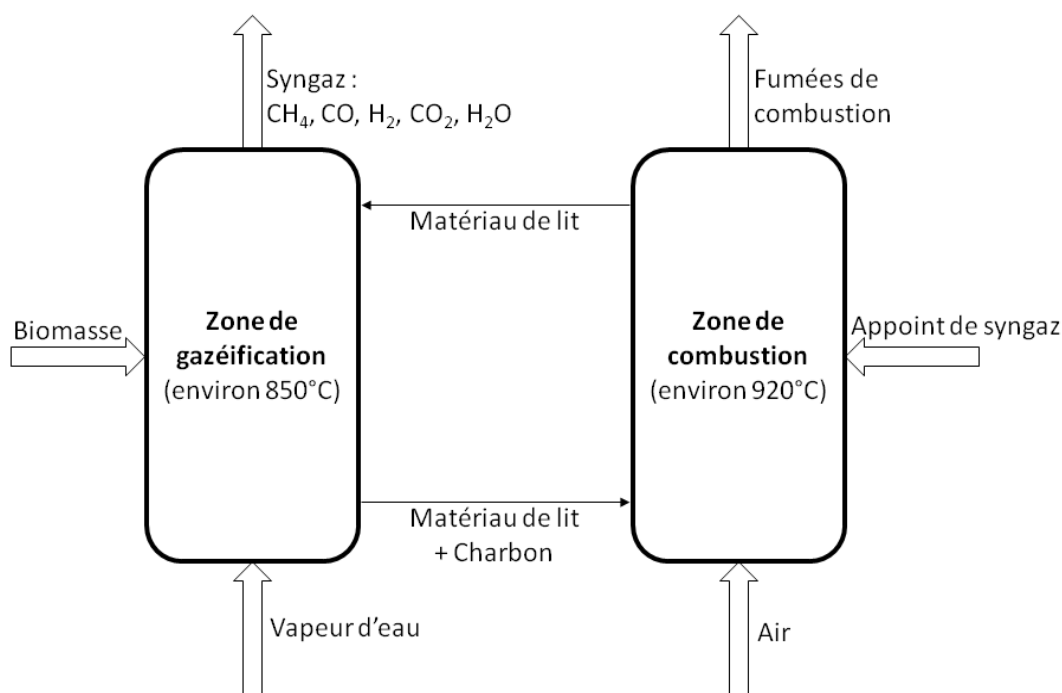 Syngaz :
CH₄, CO, H₂, CO₂, H₂O
Fumées de
combustion
Matériau de lit
Biomasse
Zone de
gazéification
(environ 850°C)
Zone de
combustion
(environ 920°C)
Appoint de syngaz
Matériau de lit
+ Charbon
Vapeur d'eau
Air